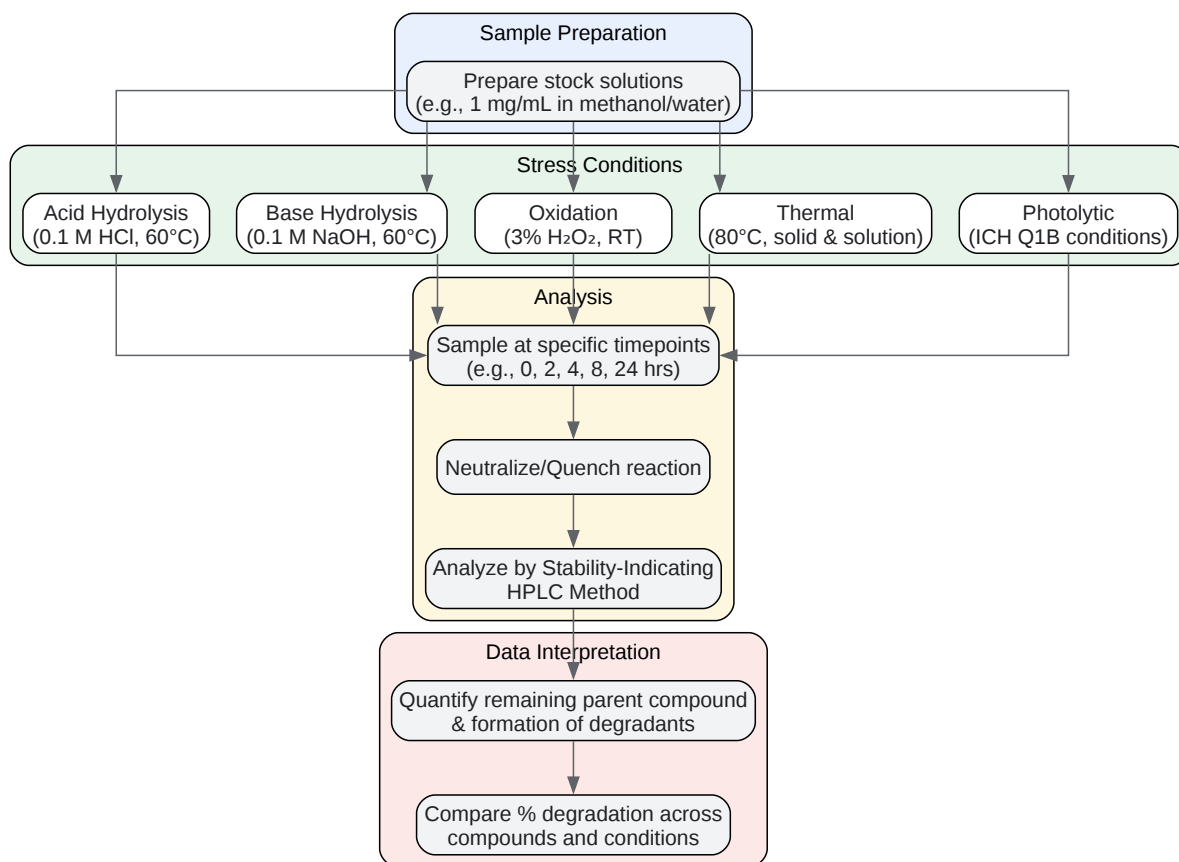 Sample Preparation
Prepare stock solutions
(e.g., 1 mg/mL in methanol/water)
Stress Conditions
Acid Hydrolysis
(0.1 M HCl, 60°C)
Base Hydrolysis
(0.1 M NaOH, 60°C)
Oxidation
(3% H₂O₂, RT)
Thermal
(80°C, solid & solution)
Photolytic
(ICH Q1B conditions)
Analysis
Sample at specific timepoints
(e.g., 0, 2, 4, 8, 24 hrs)
Neutralize/Quench reaction
Analyze by Stability-Indicating
HPLC Method
Data Interpretation
Quantify remaining parent compound
& formation of degradants
Compare % degradation across
compounds and conditions